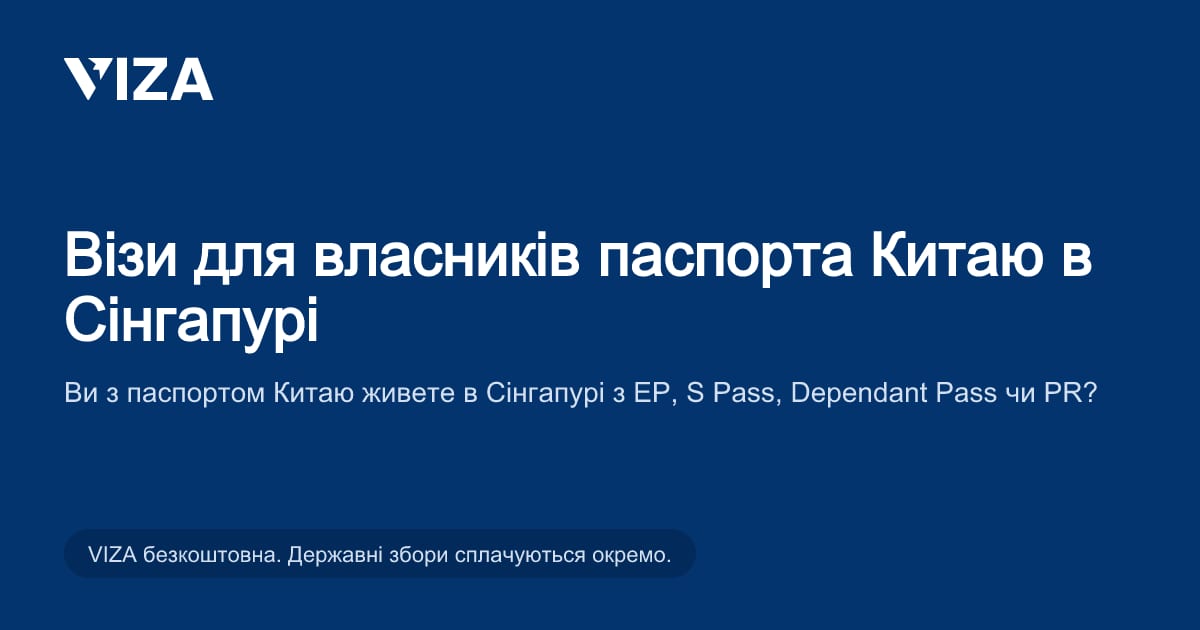 VIZA
Візи для власників паспорта Китаю в
Сінгапурі
Ви з паспортом Китаю живете в Сінгапурі з EP, S Pass, Dependant Pass чи PR?
VIZA безкоштовна. Державні збори сплачуються окремо.